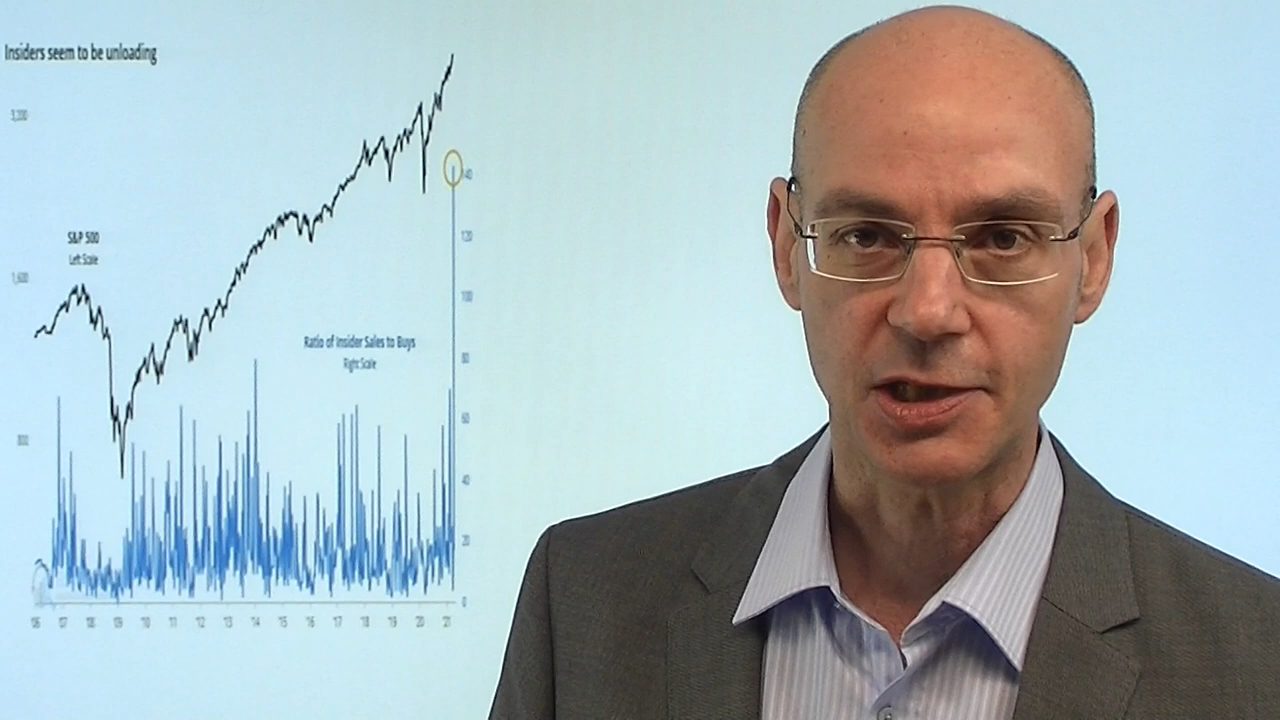 Insiders seem to be unloading
3,200
140
S&P 500
Left Scale
120
1,600
100
Ratio of Insider Sales to Buys
Right Scale
80
60
800
40
20
0
'06 '07 '08 '09 '10 '11 '12 '13 '14 '15 '16 '17 '18 '19 '20 '21